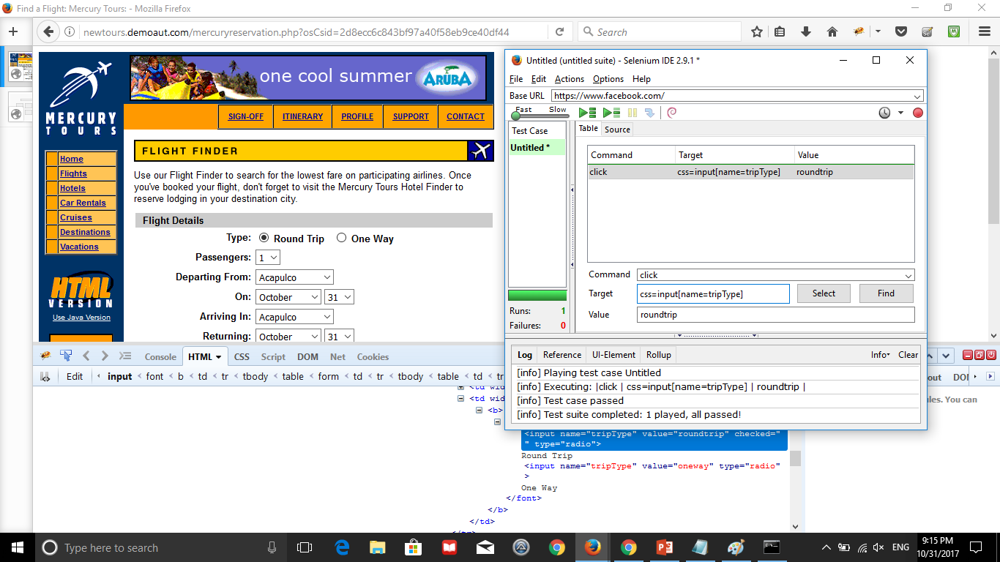 Find a Flight: Mercury Tours: - Mozilla Firefox
newtours.demoaut.com/mercuryreservation.php?osCsid=2d8ecc6c843bf97a40f58eb9ce40df44
Search
MERCURY
TOURS
one cool summer
ARUBA
SIGN-OFF
ITINERARY
PROFILE
SUPPORT
CONTACT
Home
Flights
Hotels
Car Rentals
Cruises
Destinations
Vacations
HTML
VERSION
Use Java Version
FLIGHT FINDER
Use our Flight Finder to search for the lowest fare on participating airlines. Once
you've booked your flight, don't forget to visit the Mercury Tours Hotel Finder to
reserve lodging in your destination city.
Flight Details
Type: Round Trip One Way
Passengers: 1
Departing From: Acapulco
On: October 31
Arriving In: Acapulco
Returning: October 31
Untitled (untitled suite) - Selenium IDE 2.9.1 *
File Edit Actions Options Help
Base URL https://www.facebook.com/
Fast Slow
Test Case
Untitled *
Runs: 1
Failures: 0
Table Source
Command Target Value
click css=input[name=tripType] roundtrip
Command click
Target css=input[name=tripType] Select Find
Value roundtrip
Log Reference UI-Element Rollup Info Clear
[info] Playing test case Untitled
[info] Executing: |click | css=input[name=tripType] | roundtrip |
[info] Test case passed
[info] Test suite completed: 1 played, all passed!
Console HTML CSS Script DOM Net Cookies
Edit input < font < b < td < tr < tbody < table < form < td < tr < tbody < table < td < tr
<td wid
<b>
<input name="tripType" value="roundtrip" checked="
" type="radio">
Round Trip
<input name="tripType" value="oneway" type="radio"
>
One Way
</font>
</b>
</td>
Type here to search
ENG
9:15 PM
10/31/2017